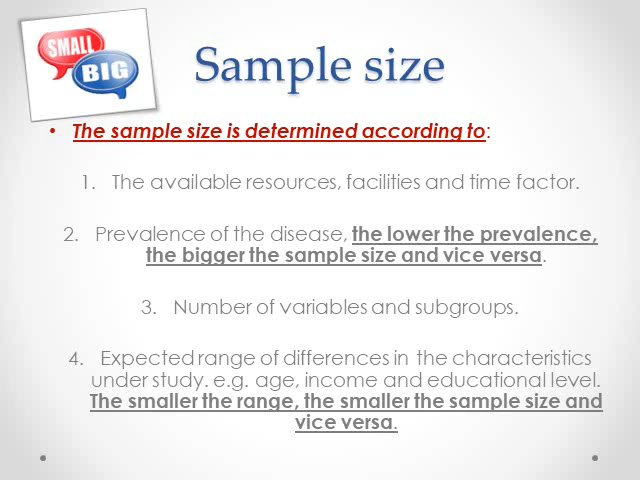 SMALL
BIG
Sample size
• The sample size is determined according to:
1. The available resources, facilities and time factor.
2. Prevalence of the disease, the lower the prevalence,
the bigger the sample size and vice versa.
3. Number of variables and subgroups.
4. Expected range of differences in the characteristics
under study. e.g. age, income and educational level.
The smaller the range, the smaller the sample size and
vice versa.